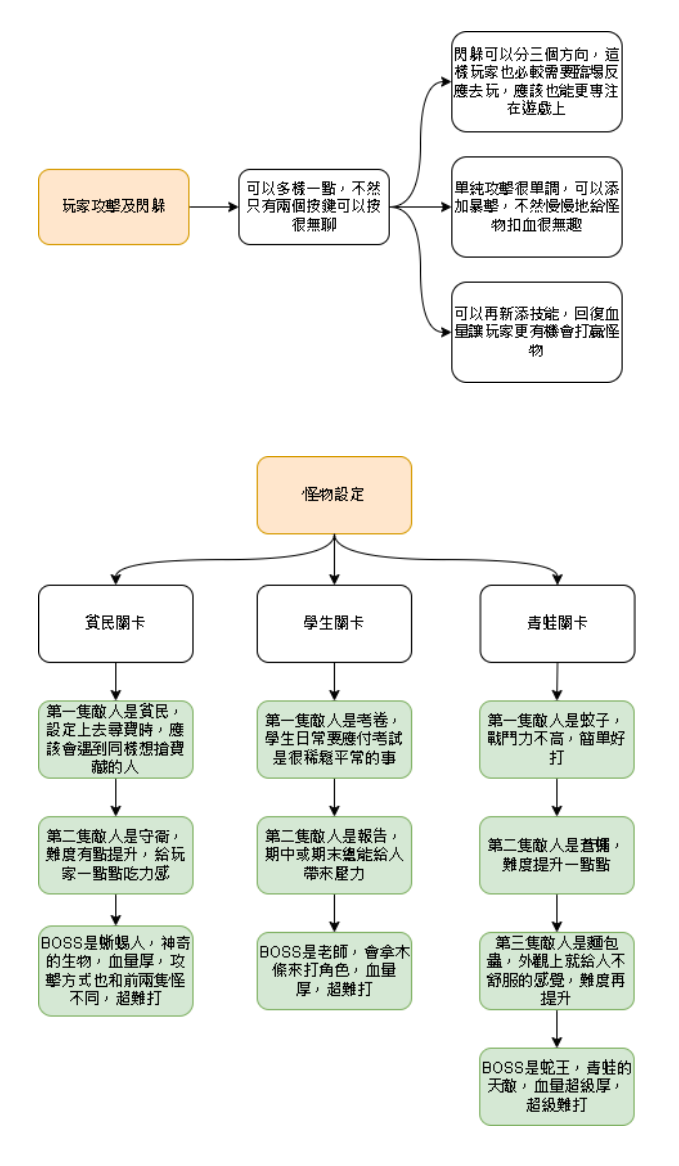 閃躲可以分三個方向，這
樣玩家也必較需要臨場反
應去玩，應該也能更專注
在遊戲上
玩家攻擊及閃躲
可以多樣一點，不然
只有兩個按鍵可以按
很無聊
單純攻擊很單調，可以添
加暴擊，不然慢慢地給怪
物扣血很無趣
可以再新添技能，回復血
量讓玩家更有機會打贏怪
物
怪物設定
貧民關卡
學生關卡
青蛙關卡
第一隻敵人是貧民，
設定上去尋寶時，應
該會遇到同樣想搶寶
藏的人
第二隻敵人是守衛，
難度有點提升，給玩
家一點點吃力感
BOSS是蜥蜴人，神奇
的生物，血量厚，攻
擊方式也和前兩隻怪
不同，超難打
第一隻敵人是考卷，
學生日常要應付考試
是很稀鬆平常的事
第二隻敵人是報告，
期中或期末總能給人
帶來壓力
BOSS是老師，會拿木
條來打角色，血量
厚，超難打
第一隻敵人是蚊子，
戰鬥力不高，簡單好
打
第二隻敵人是蒼蠅，
難度提升一點點
第三隻敵人是麵包
蟲，外觀上就給人不
舒服的感覺，難度再
提升
BOSS是蛇王，青蛙的
天敵，血量超級厚，
超級難打